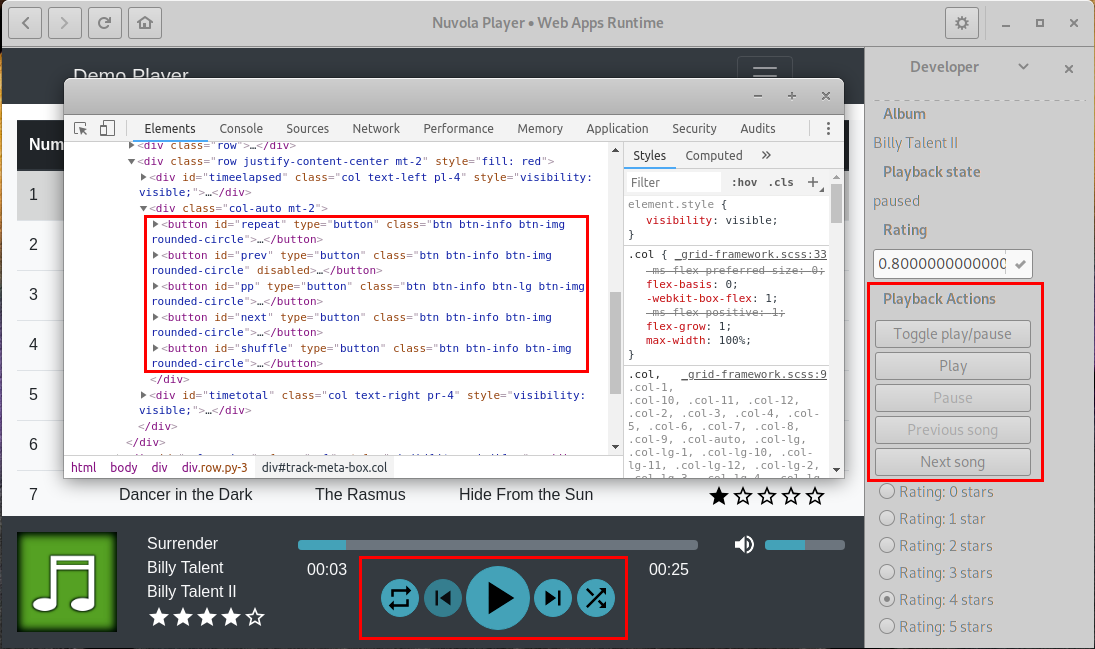 Nuvola Player • Web Apps Runtime
Demo Player
Developer
Album
Billy Talent II
Playback state
paused
Rating
0.8000000000000
Playback Actions
Toggle play/pause
Play
Pause
Previous song
Next song
Rating: 0 stars
Rating: 1 star
Rating: 2 stars
Rating: 3 stars
Rating: 4 stars
Rating: 5 stars
Num
1
2
3
4
5
6
Elements Console Sources Network Performance Memory Application Security Audits
<div class="row">…</div>
<div class="row justify-content-center mt-2" style="fill: red">
<div id="timeelapsed" class="col text-left pl-4" style="visibility:
visible;">…</div>
<div class="col-auto mt-2">
<button id="repeat" type="button" class="btn btn-info btn-img
rounded-circle">…</button>
<button id="prev" type="button" class="btn btn-info btn-img
rounded-circle" disabled>…</button>
<button id="pp" type="button" class="btn btn-info btn-lg btn-img
rounded-circle">…</button>
<button id="next" type="button" class="btn btn-info btn-img
rounded-circle">…</button>
<button id="shuffle" type="button" class="btn btn-info btn-img
rounded-circle">…</button>
</div>
<div id="timetotal" class="col text-right pr-4" style="visibility:
visible;">…</div>
</div>
</div>
html body div div.row.py-3 div#track-meta-box.col
Styles Computed »
Filter :hov .cls +
element.style {
visibility: visible;
}
.col { _grid-framework.scss:33
-ms-flex-preferred-size: 0;
flex-basis: 0;
-webkit-box-flex: 1;
-ms-flex-positive: 1;
flex-grow: 1;
max-width: 100%;
}
.col, _grid-framework.scss:9
.col-1,
.col-10, .col-11, .col-12,
.col-2, .col-3, .col-4, .col-
5, .col-6, .col-7, .col-8,
.col-9, .col-auto, .col-lg,
.col-lg-1, .col-lg-10, .col-
lg-11, .col-lg-12, .col-lg-2,
.col-lg-3, .col-lg-4, .col-lg-
7 Dancer in the Dark The Rasmus Hide From the Sun
Surrender
Billy Talent
Billy Talent II
00:03
00:25